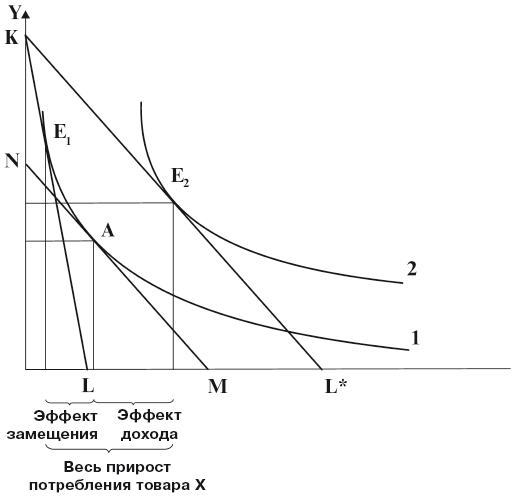 Y
K
E1
N
E2
A
2
1
L
M
L*
Эффект замещения
Эффект дохода
Весь прирост
потребления товара X